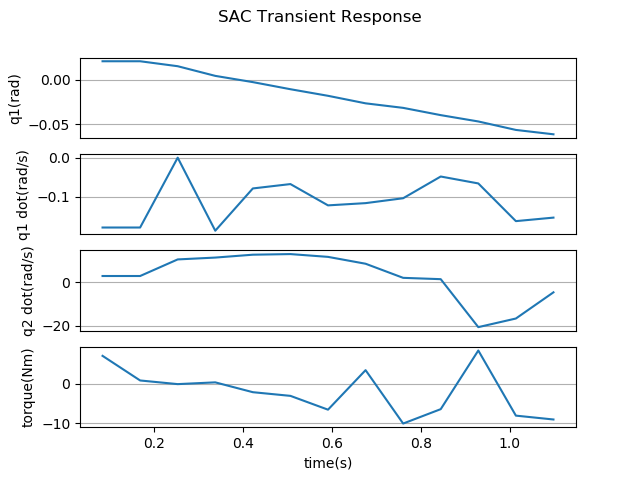 SAC Transient Response
q1(rad)
0.00
−0.05
q1 dot(rad/s)
0.0
−0.1
q2 dot(rad/s)
0
−20
torque(Nm)
0
−10
0.2 0.4 0.6 0.8 1.0
time(s)